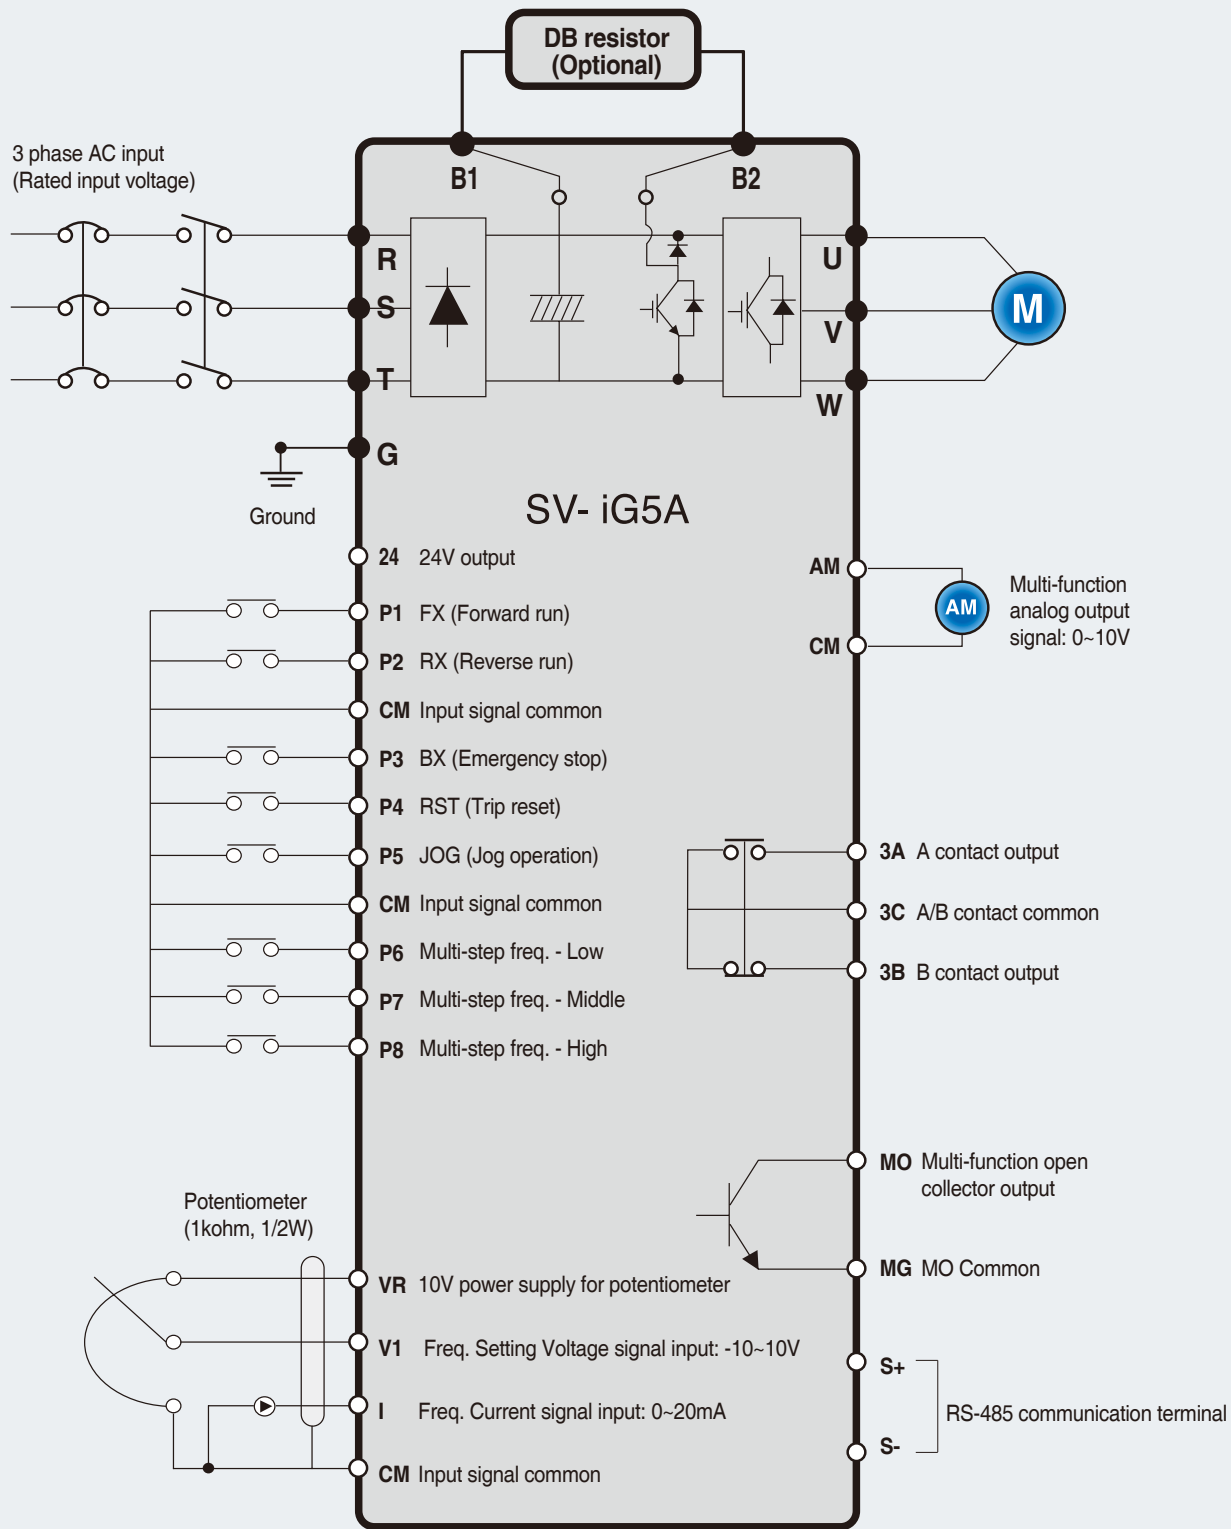 DB resistor
(Optional)
3 phase AC input
(Rated input voltage)
B1
B2
R
S
T
G
U
V
W
M
Ground
SV- iG5A
24 24V output
P1 FX (Forward run)
P2 RX (Reverse run)
CM Input signal common
P3 BX (Emergency stop)
P4 RST (Trip reset)
P5 JOG (Jog operation)
CM Input signal common
P6 Multi-step freq. - Low
P7 Multi-step freq. - Middle
P8 Multi-step freq. - High
AM
CM
AM
Multi-function
analog output
signal: 0~10V
3A A contact output
3C A/B contact common
3B B contact output
MO Multi-function open
collector output
MG MO Common
Potentiometer
(1kohm, 1/2W)
VR 10V power supply for potentiometer
V1 Freq. Setting Voltage signal input: -10~10V
I Freq. Current signal input: 0~20mA
CM Input signal common
S+
S-
RS-485 communication terminal